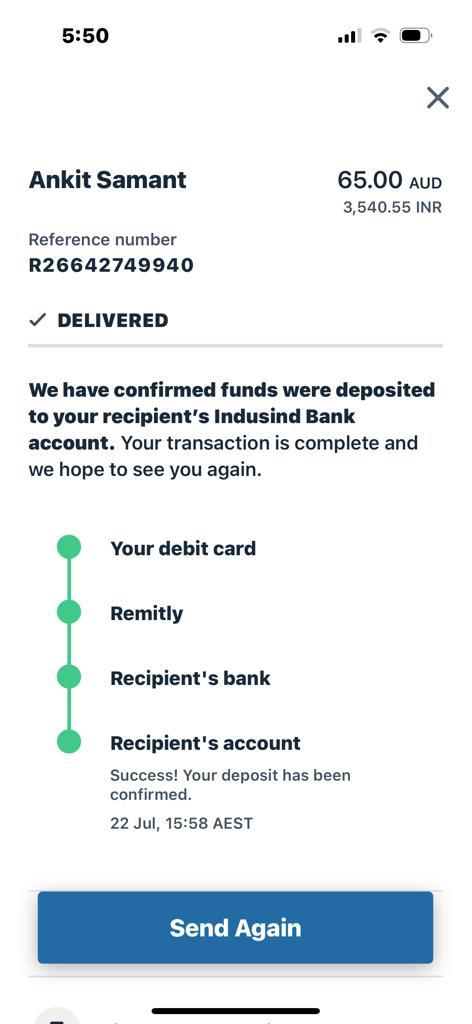 5:50
Ankit Samant
65.00 AUD
3,540.55 INR
Reference number
R26642749940
DELIVERED
We have confirmed funds were deposited
to your recipient’s Indusind Bank
account. Your transaction is complete and
we hope to see you again.
Your debit card
Remitly
Recipient's bank
Recipient's account
Success! Your deposit has been
confirmed.
22 Jul, 15:58 AEST
Send Again